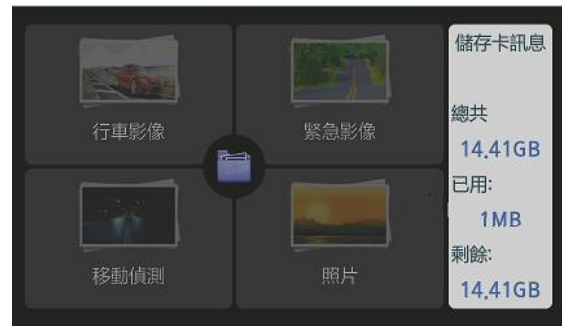 行車影像
緊急影像
移動偵測
照片
儲存卡訊息
總共
14.41GB
已用:
1MB
剩餘:
14.41GB